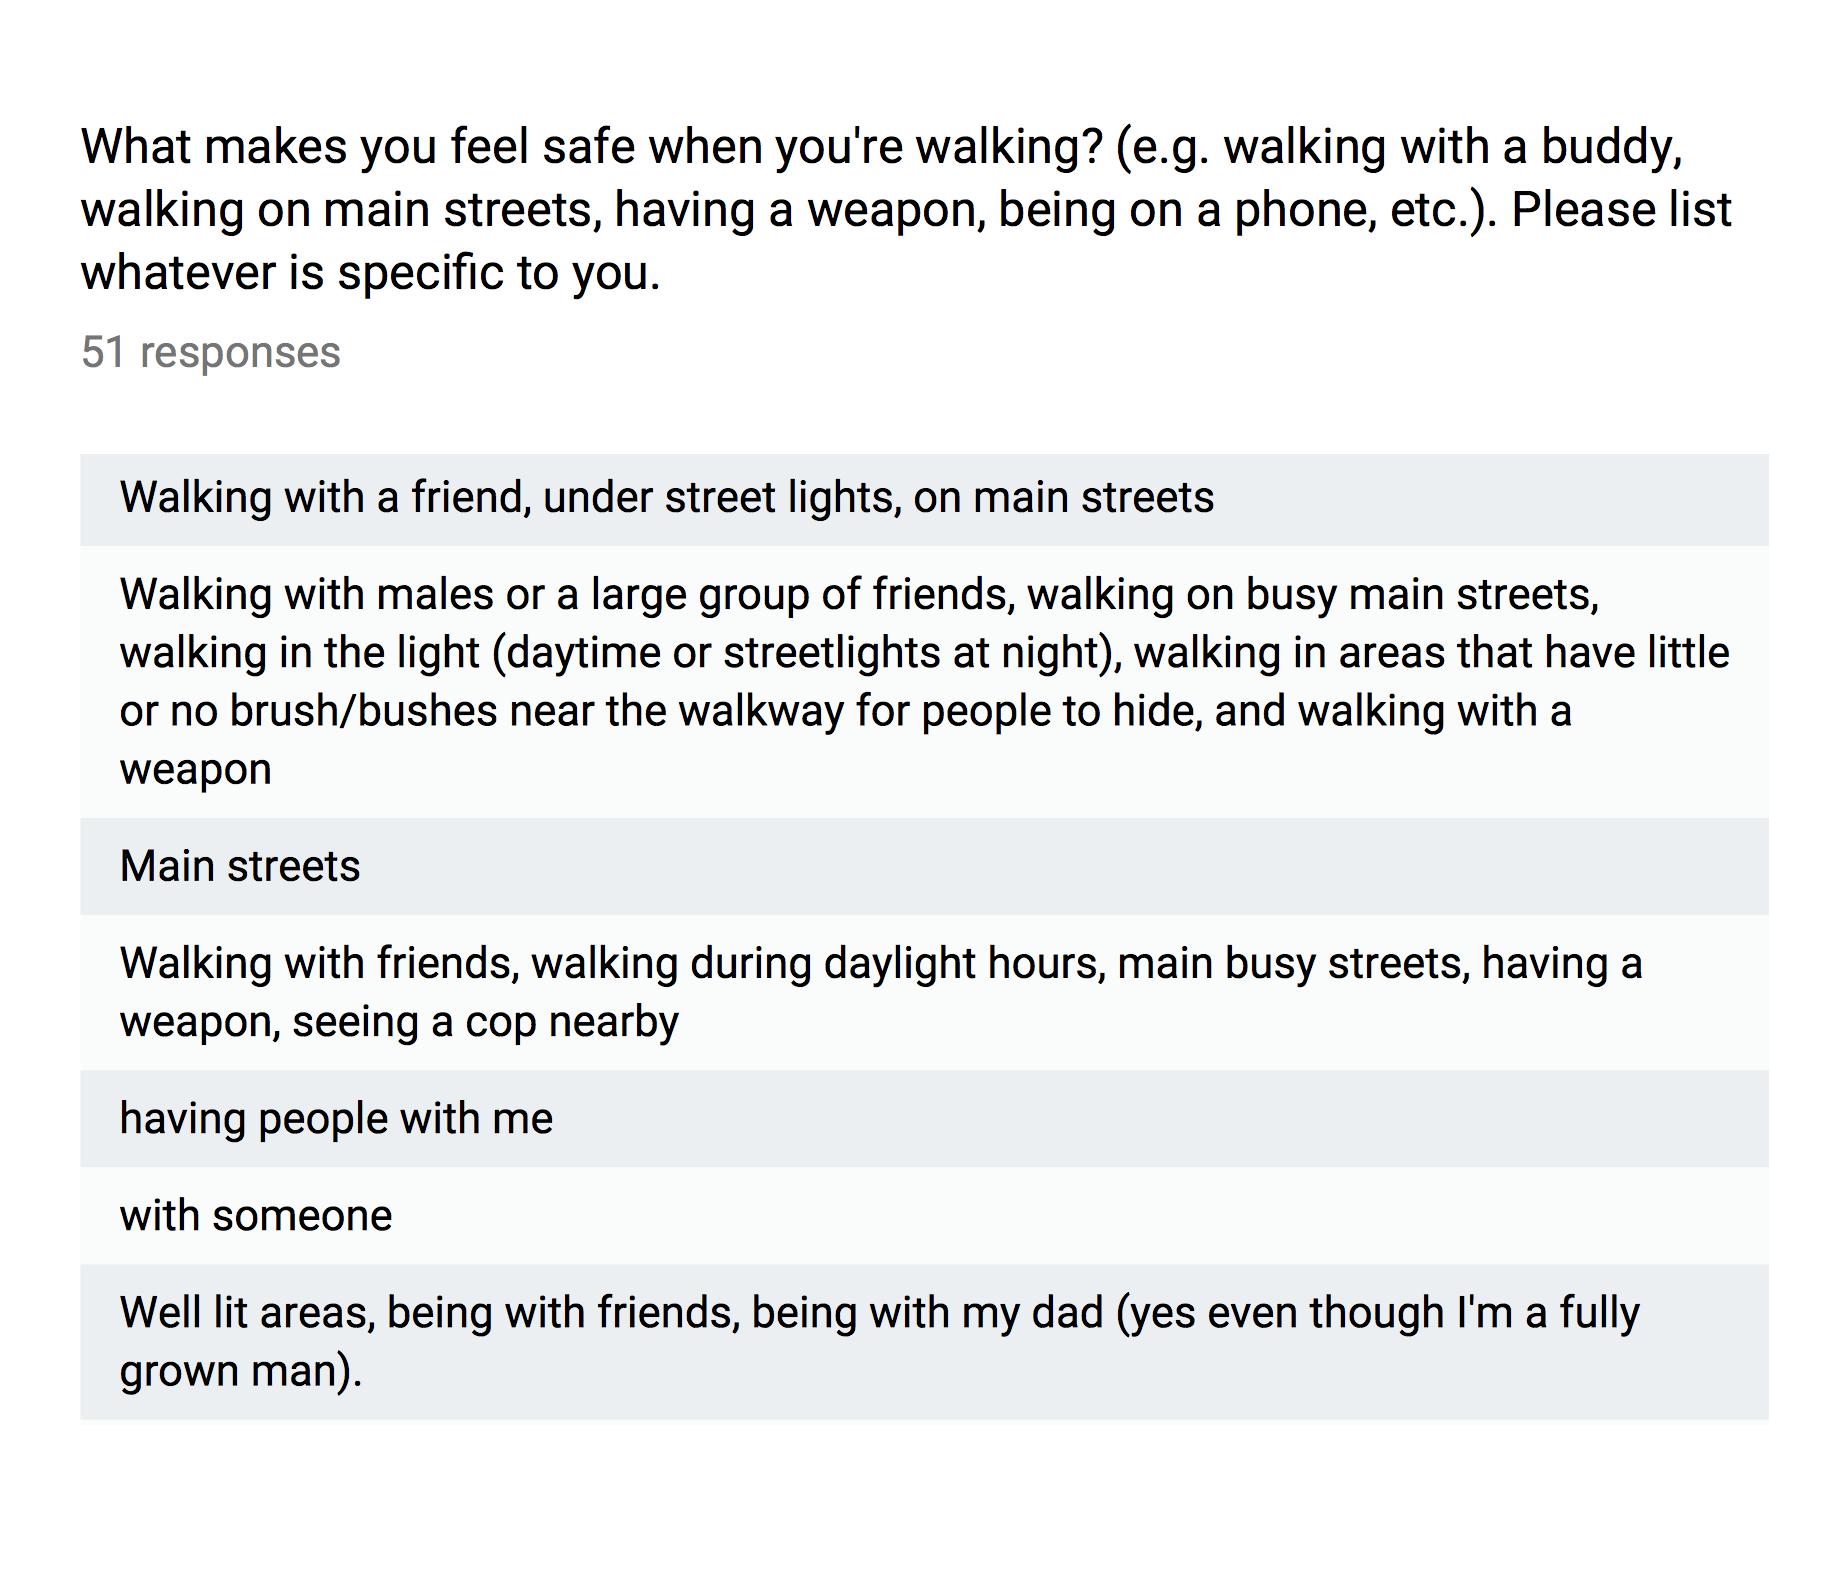 What makes you feel safe when you're walking? (e.g. walking with a buddy,
walking on main streets, having a weapon, being on a phone, etc.). Please list
whatever is specific to you.
51 responses
Walking with a friend, under street lights, on main streets
Walking with males or a large group of friends, walking on busy main streets,
walking in the light (daytime or streetlights at night), walking in areas that have little
or no brush/bushes near the walkway for people to hide, and walking with a
weapon
Main streets
Walking with friends, walking during daylight hours, main busy streets, having a
weapon, seeing a cop nearby
having people with me
with someone
Well lit areas, being with friends, being with my dad (yes even though I'm a fully
grown man).